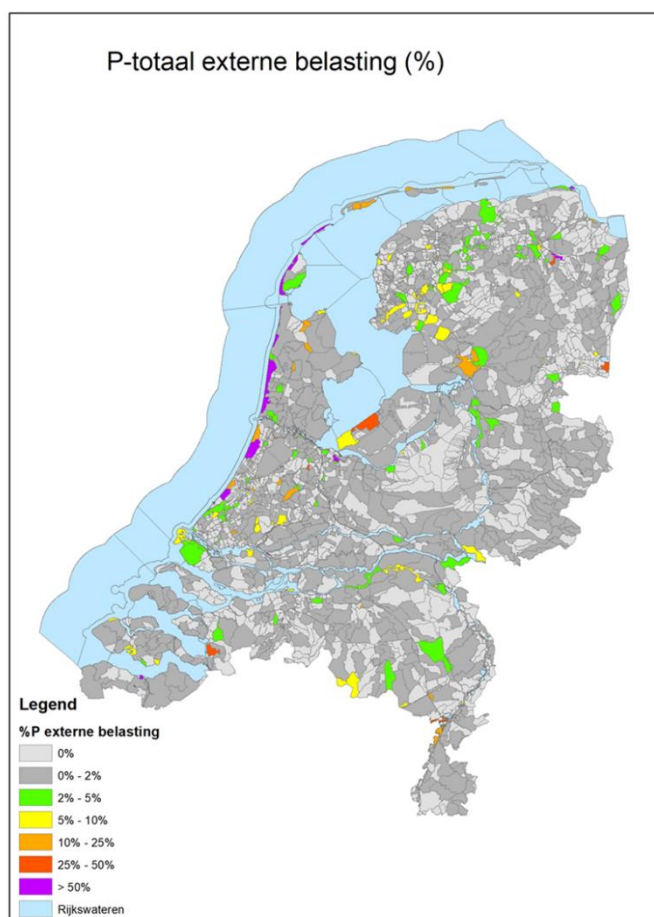 P-totaal externe belasting (%)
Legend
%P externe belasting
0%
0% - 2%
2% - 5%
5% - 10%
10% - 25%
25% - 50%
> 50%
Rijkswateren